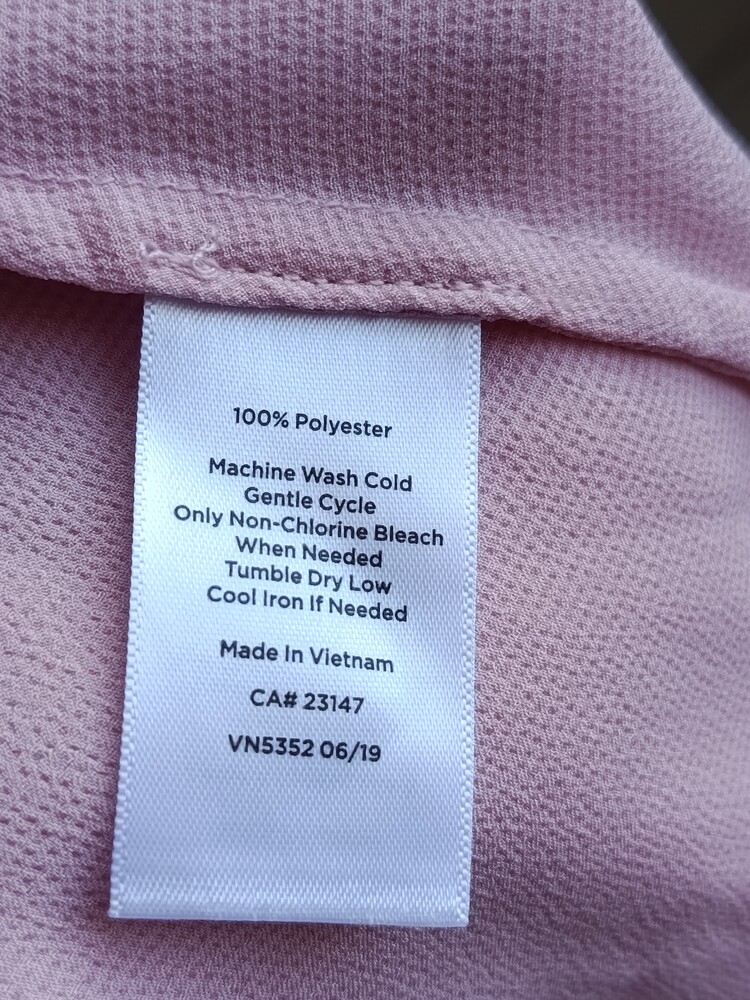 100% Polyester
Machine Wash Cold
Gentle Cycle
Only Non-Chlorine Bleach
When Needed
Tumble Dry Low
Cool Iron If Needed
Made In Vietnam
CA# 23147
VN5352 06/19